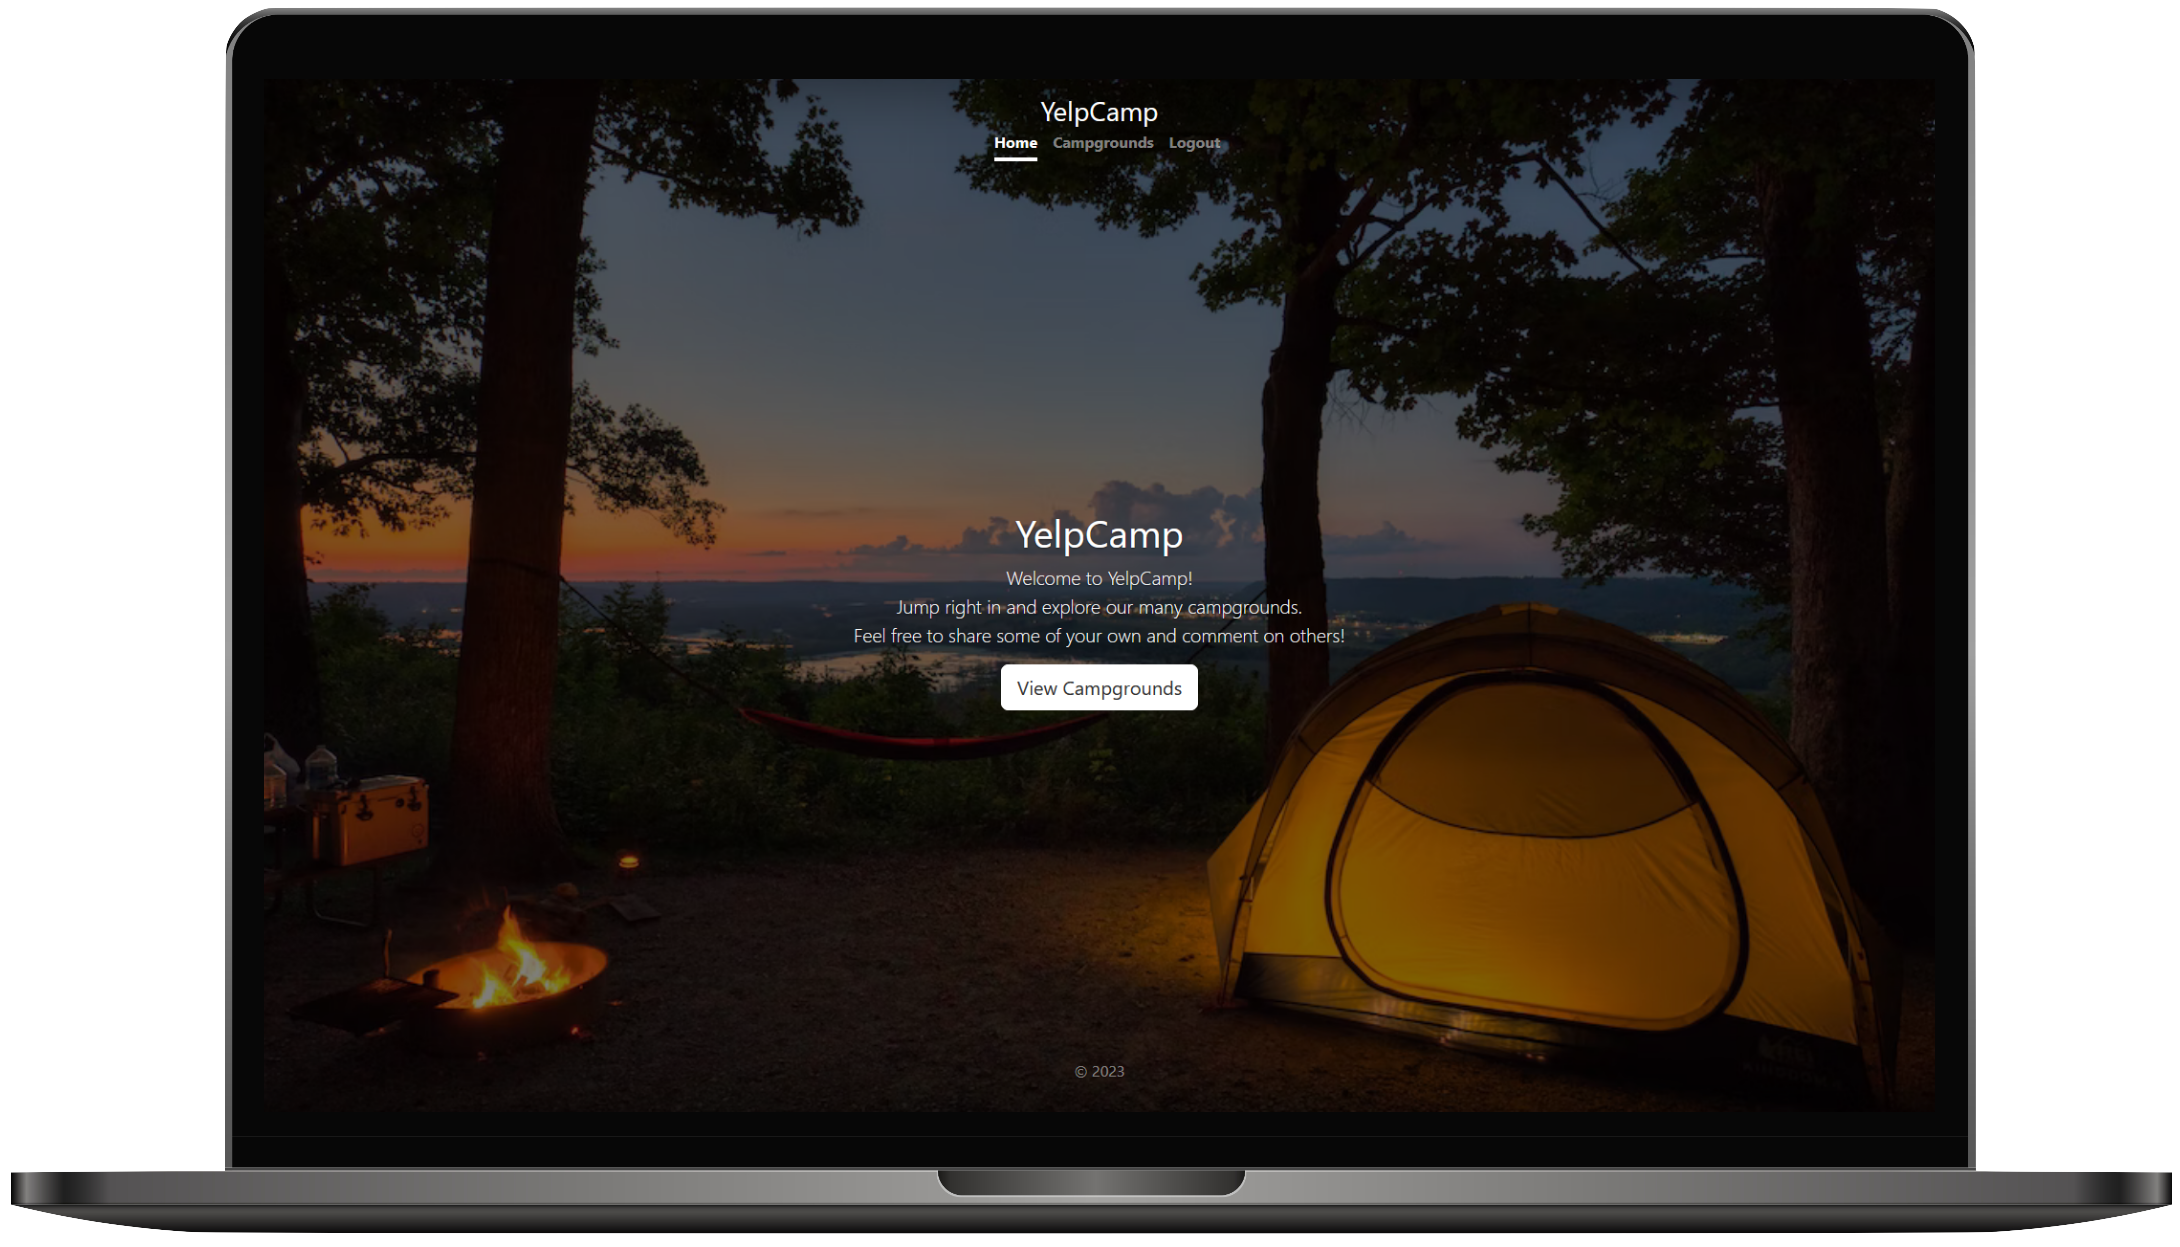 YelpCamp
Home Campgrounds Logout
YelpCamp
Welcome to YelpCamp!
Jump right in and explore our many campgrounds.
Feel free to share some of your own and comment on others!
View Campgrounds
© 2023